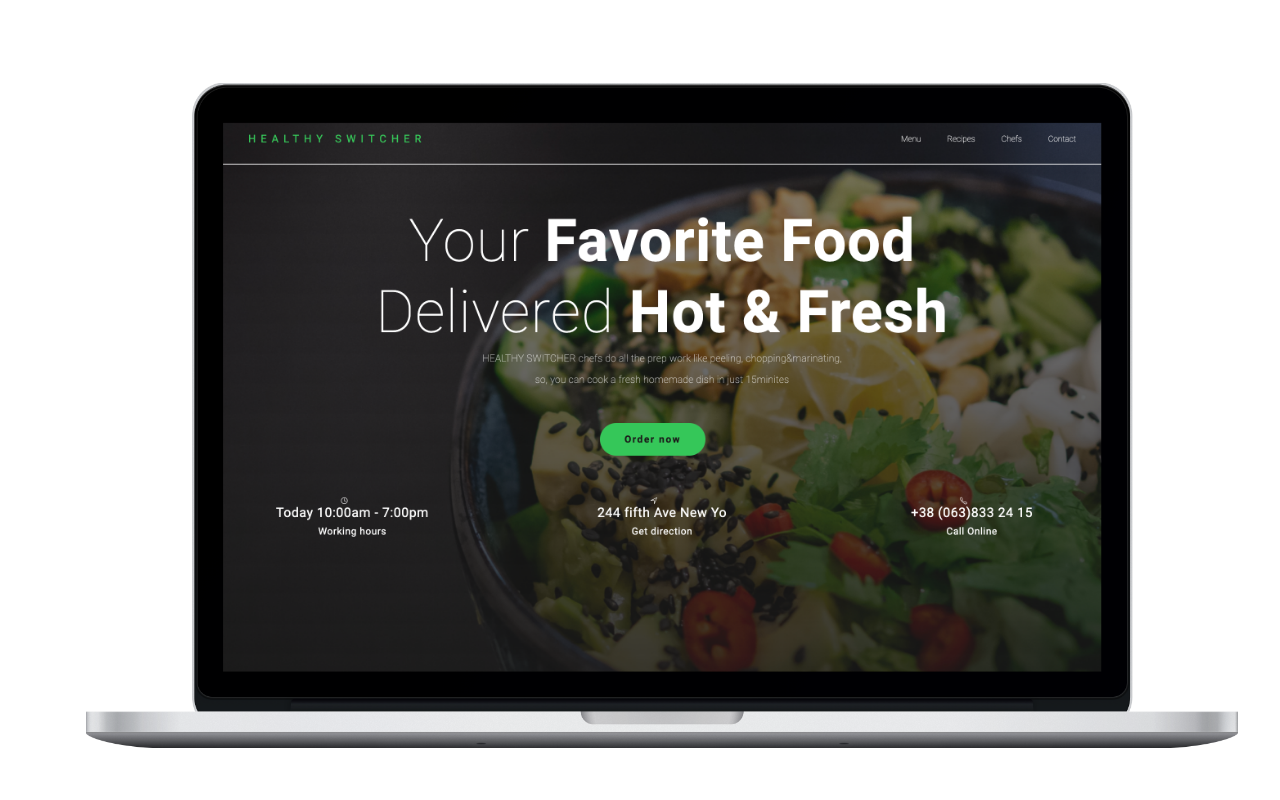 HEALTHY SWITCHER
Menu Recipes Chefs Contact
Your Favorite Food
Delivered Hot & Fresh
HEALTHY SWITCHER chefs do all the prep work like peeling, chopping&marinating,
so, you can cook a fresh homemade dish in just 15minites
Order now
Today 10:00am - 7:00pm
Working hours
244 fifth Ave New Yo
Get direction
+38 (063)833 24 15
Call Online